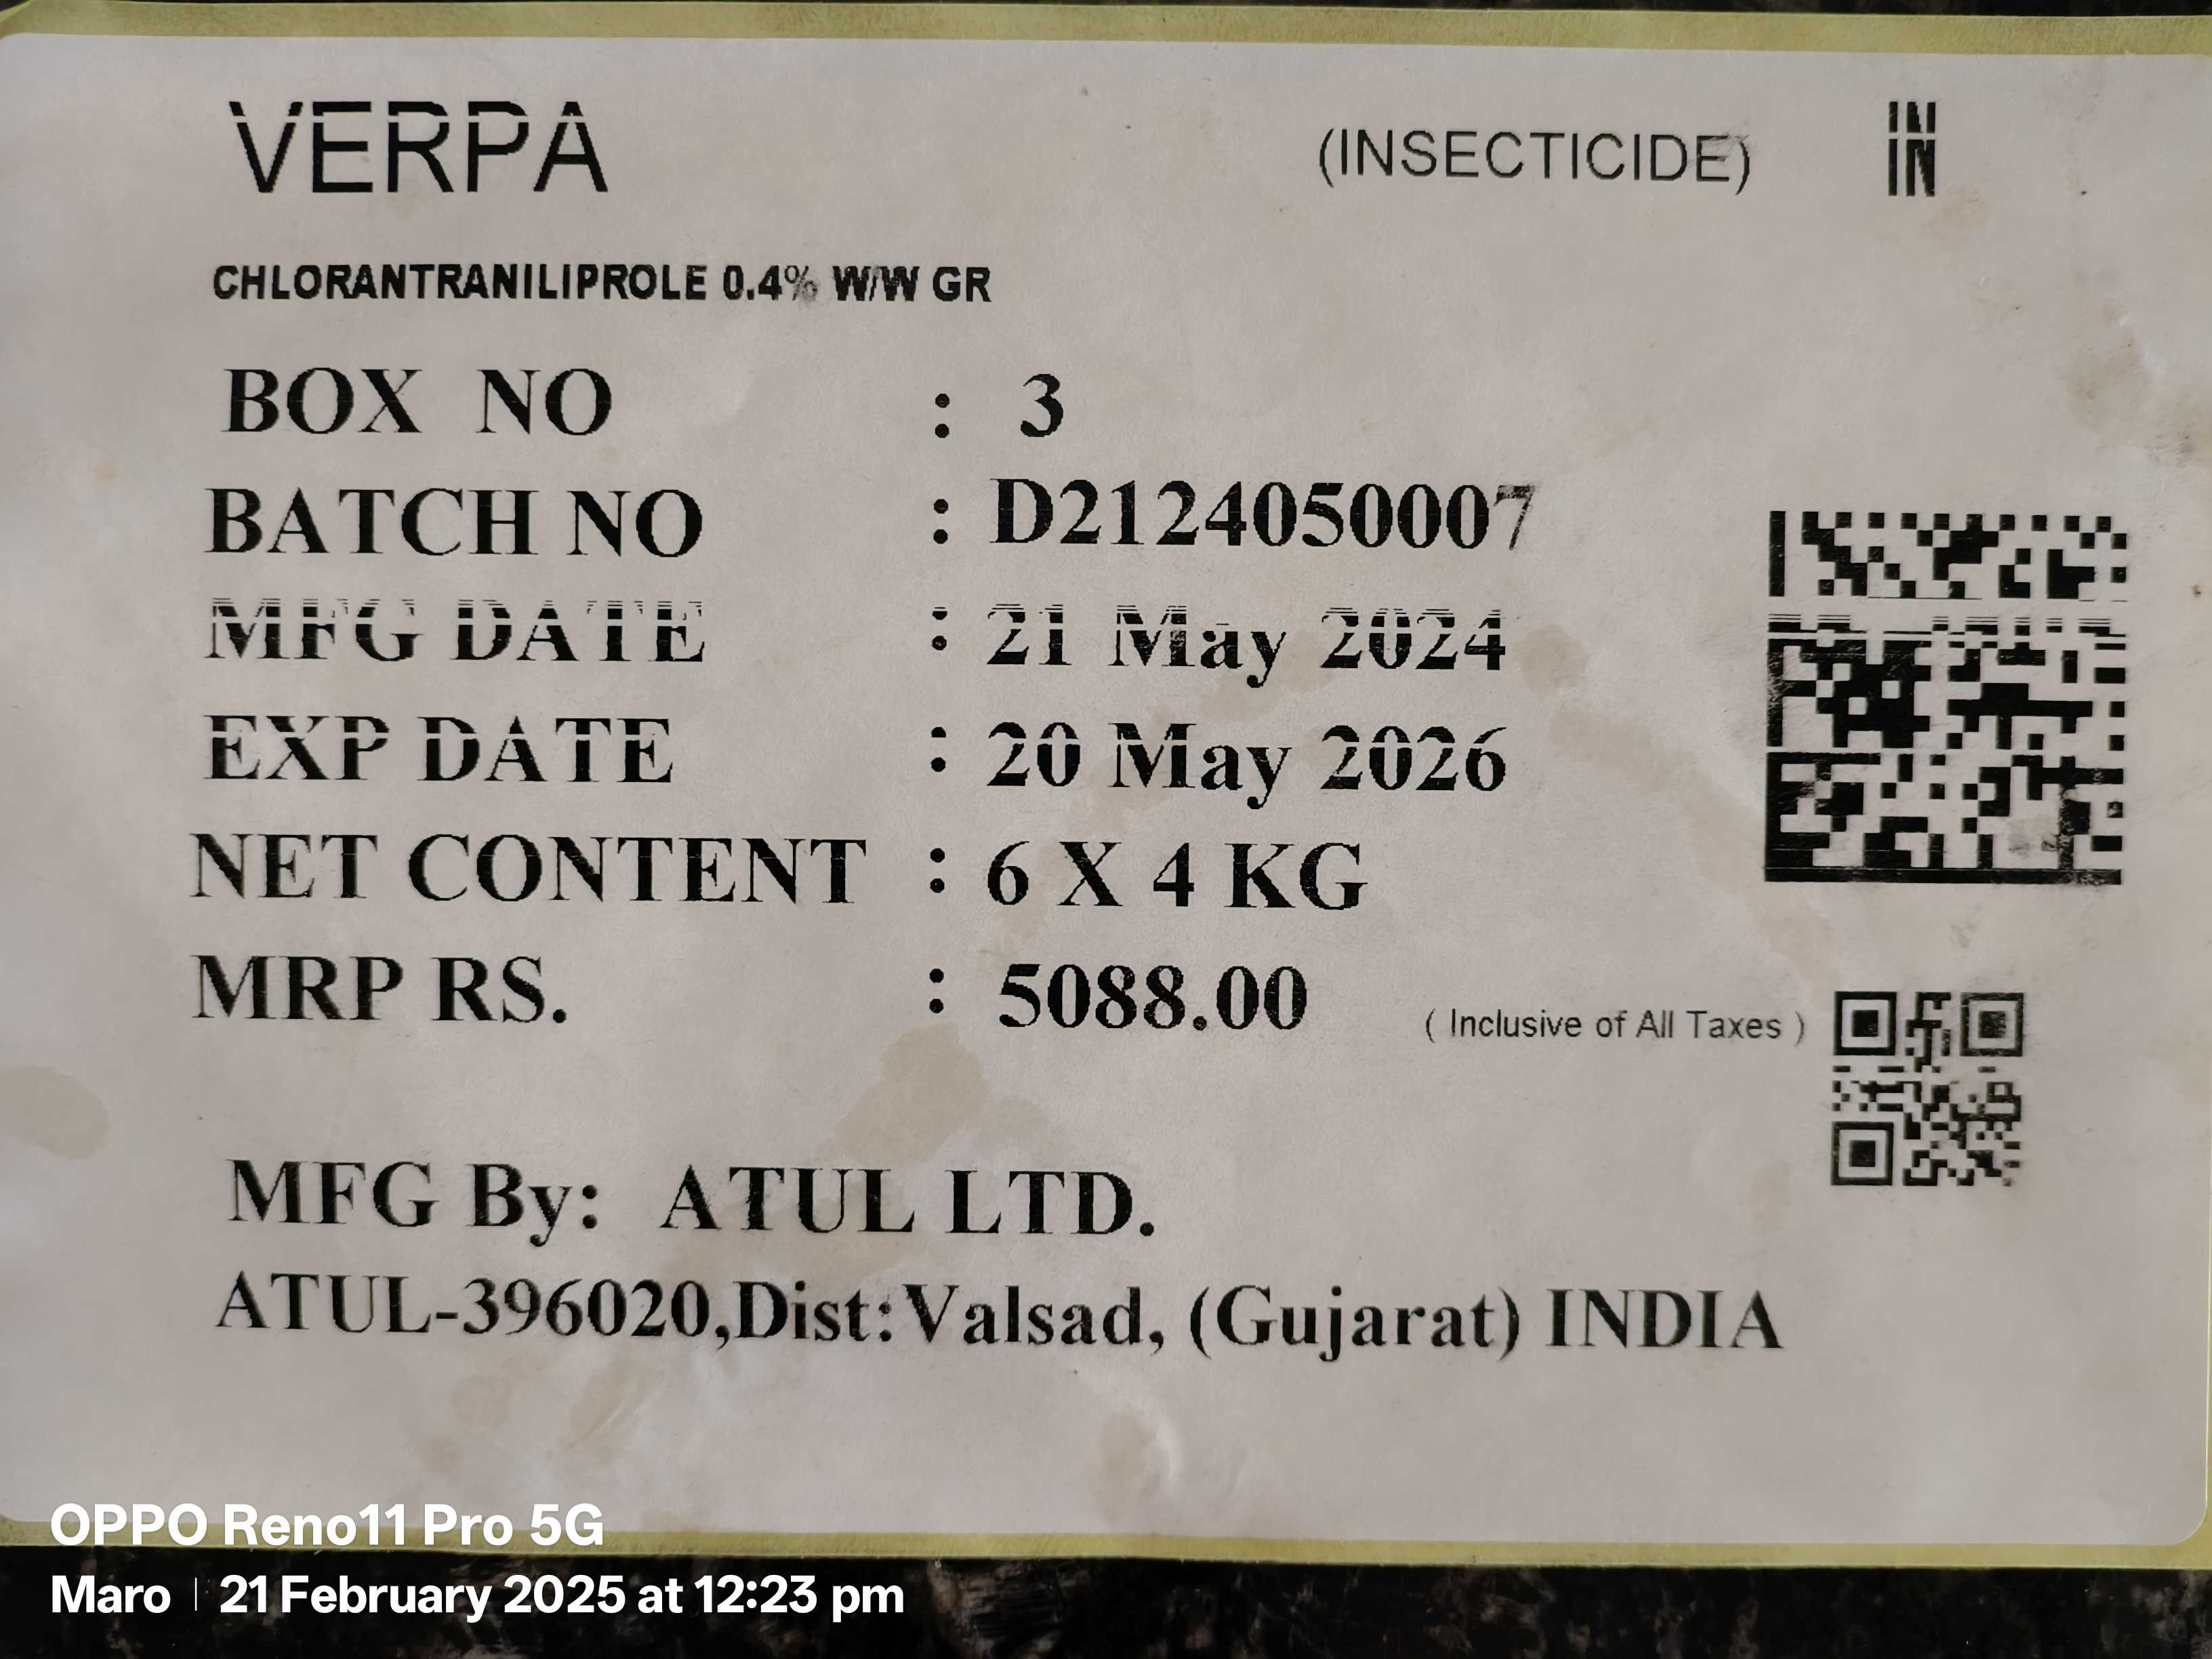 VERPA (INSECTICIDE) IN
IN
CHLORANTRANILIPROLE 0.4% W/W GR
BOX NO : 3
BATCH NO : D2124050007
MFG DATE : 21 May 2024
EXP DATE : 20 May 2026
NET CONTENT : 6 X 4 KG
MRP RS. : 5088.00 ( Inclusive of All Taxes )
MFG By: ATUL LTD.
ATUL-396020,Dist:Valsad, (Gujarat) INDIA
OPPO Reno11 Pro 5G
Maro | 21 February 2025 at 12:23 pm